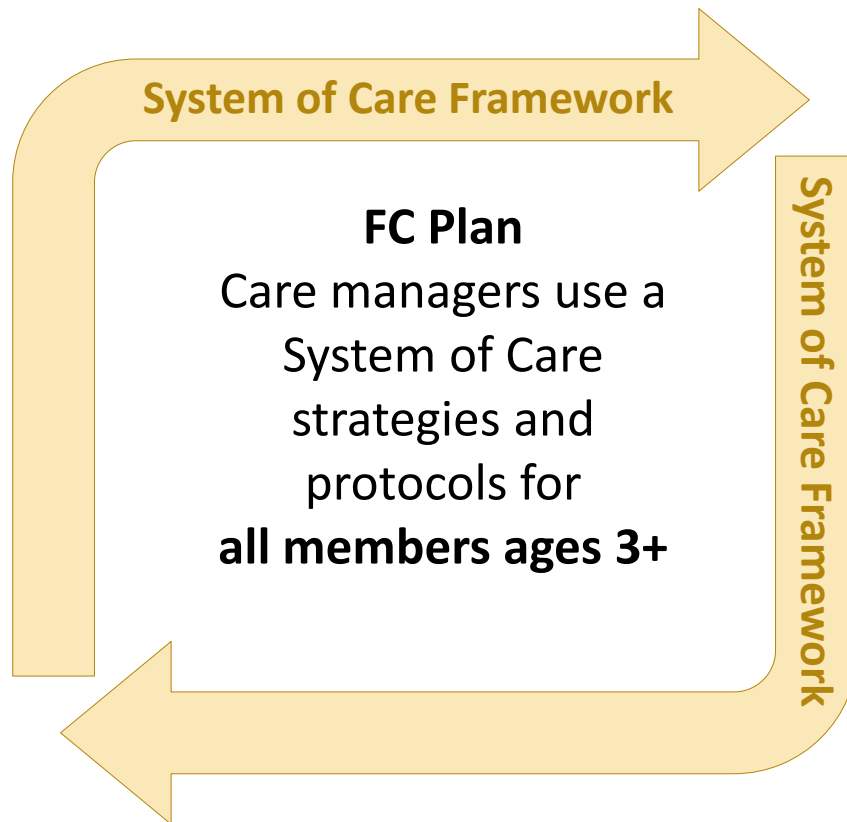 System of Care Framework
FC Plan
Care managers use a
System of Care
strategies and
protocols for
all members ages 3+
System of Care Framework